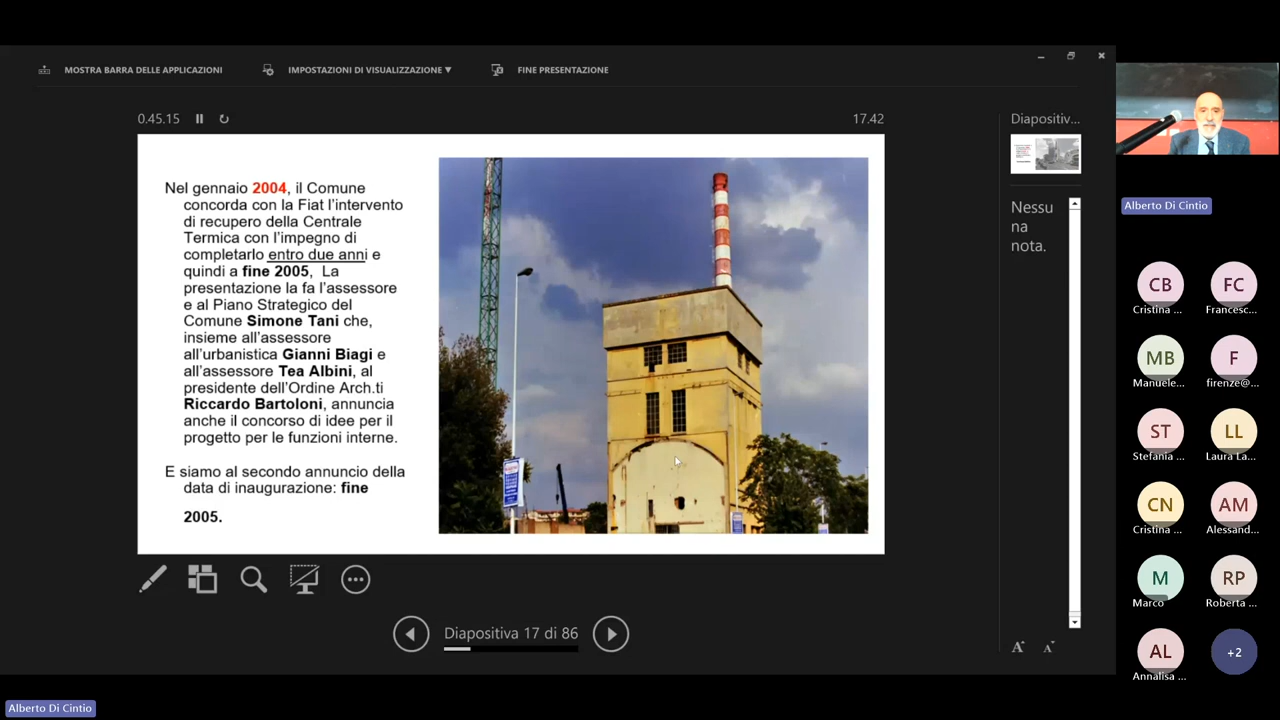 MOSTRA BARRA DELLE APPLICAZIONI
IMPOSTAZIONI DI VISUALIZZAZIONE ▼
FINE PRESENTAZIONE
0.45.15
17.42
Nel gennaio 2004, il Comune
concorda con la Fiat l'intervento
di recupero della Centrale
Termica con l'impegno di
completarlo entro due anni e
quindi a fine 2005, La
presentazione la fa l'assessore
e al Piano Strategico del
Comune Simone Tani che,
insieme all'assessore
all'urbanistica Gianni Biagi e
all'assessore Tea Albini, al
presidente dell'Ordine Arch.ti
Riccardo Bartoloni, annuncia
anche il concorso di idee per il
progetto per le funzioni interne.
E siamo al secondo annuncio della
data di inaugurazione: fine
2005.
Diapositiv...
Nessu
na
nota.
Diapositiva 17 di 86
A A
Alberto Di Cintio
CB
Cristina ...
FC
Francesc...
MB
Manuele...
F
firenze@...
ST
Stefania ...
LL
Laura La...
CN
Cristina ...
AM
Alessand...
M
Marco
RP
Roberta ...
AL
Annalisa ...
+2
Alberto Di Cintio